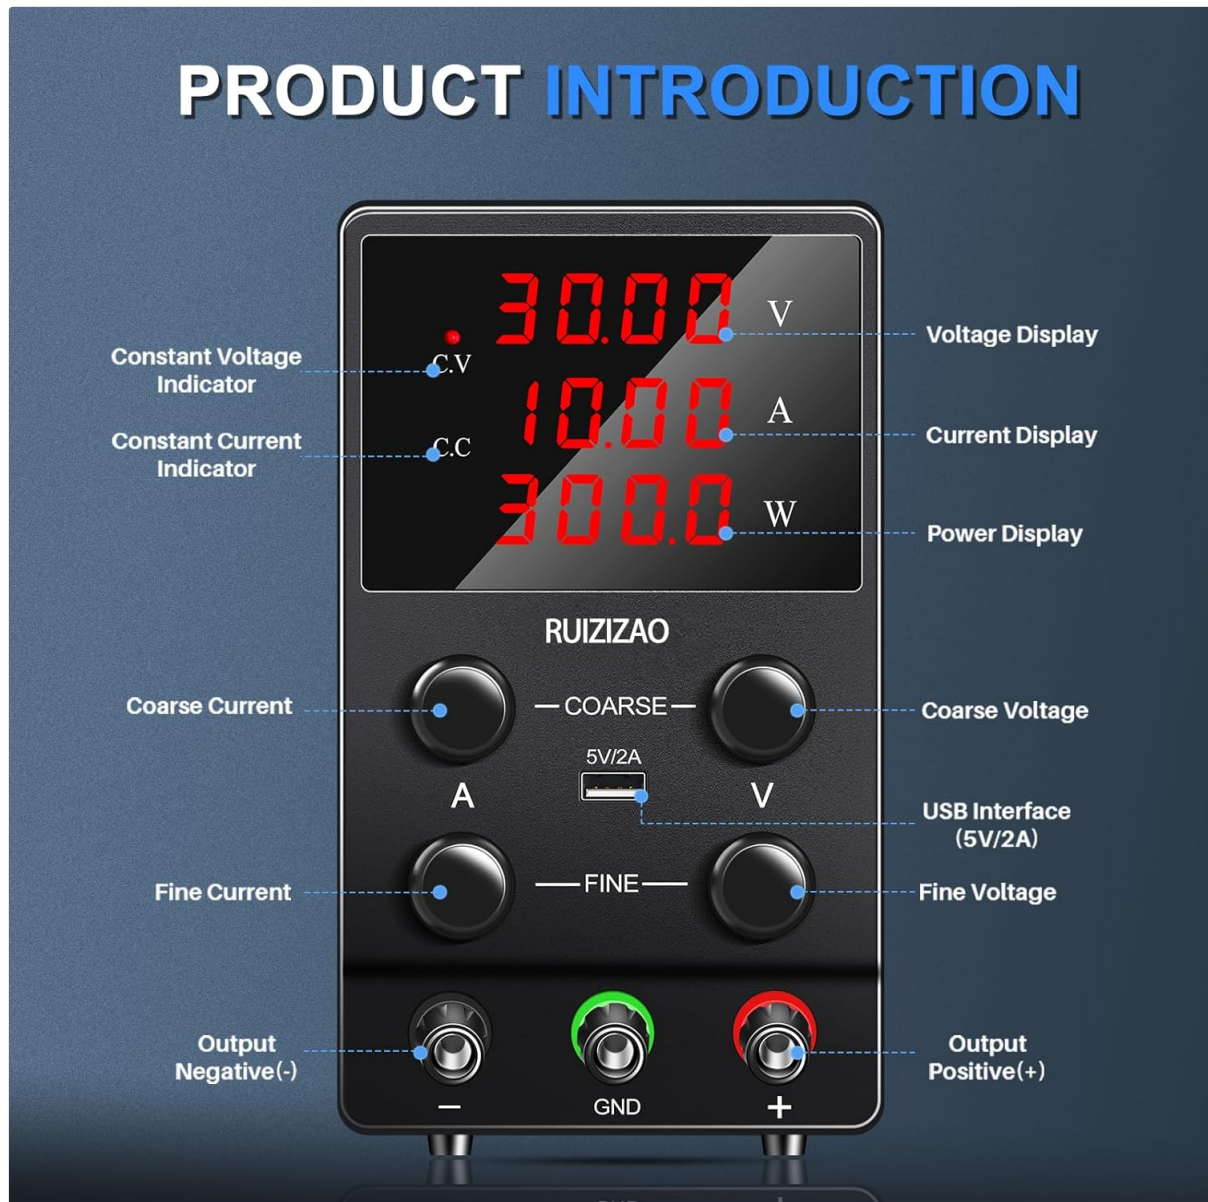 PRODUCT INTRODUCTION
30.00 V
Voltage Display
Constant Voltage
Indicator
C.V
10.00 A
Current Display
Constant Current
Indicator
C.C
300.0 W
Power Display
RUIZIZAO
Coarse Current
COARSE
Coarse Voltage
5V/2A
A
V
USB Interface
(5V/2A)
Fine Current
FINE
Fine Voltage
Output
Negative(-)
Output
Positive(+)
−
GND
+